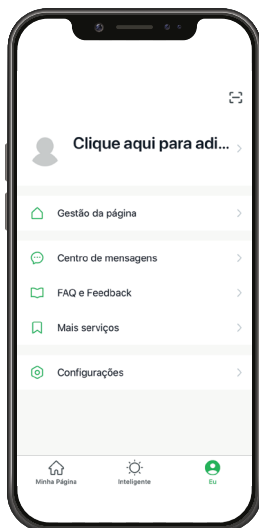 Clique aqui para adi...
Gestão da página
Centro de mensagens
FAQ e Feedback
Mais serviços
Configurações
Minha Página
Inteligente
Eu